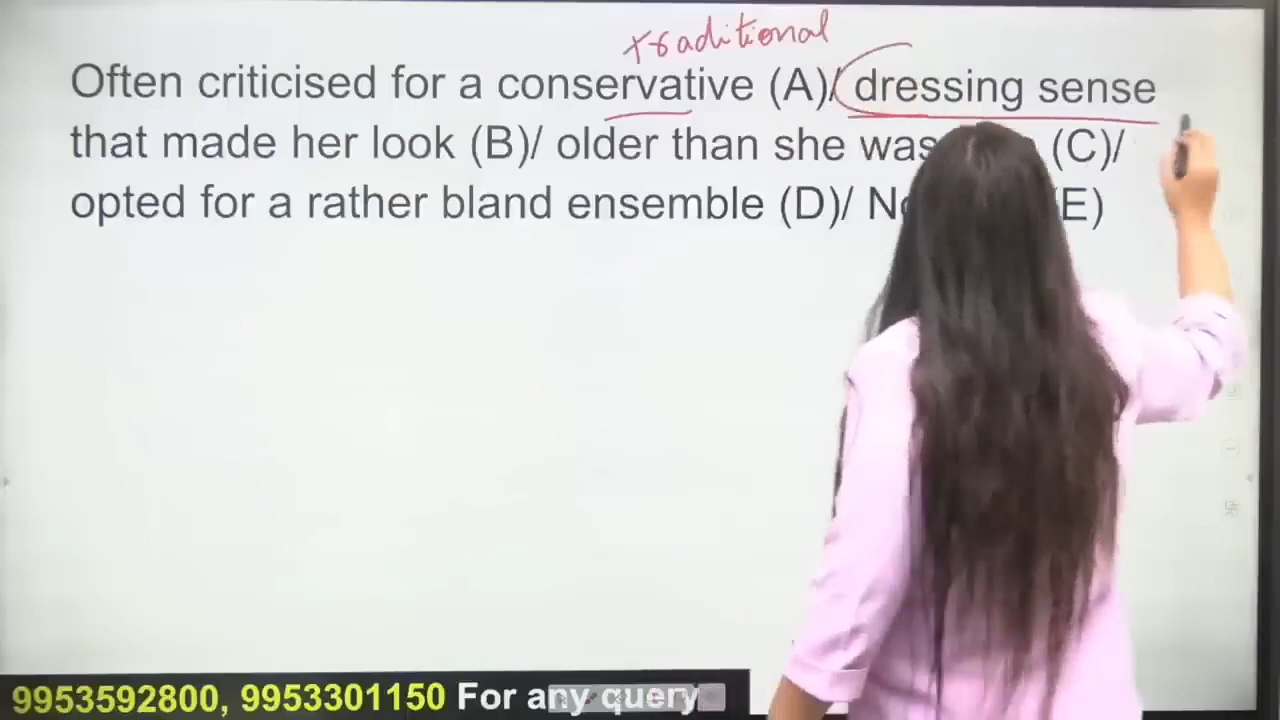 traditional
Often criticised for a conservative (A)/ dressing sense
that made her look (B)/ older than she was (C)/
opted for a rather bland ensemble (D)/ E)
9953592800, 9953301150 For any query